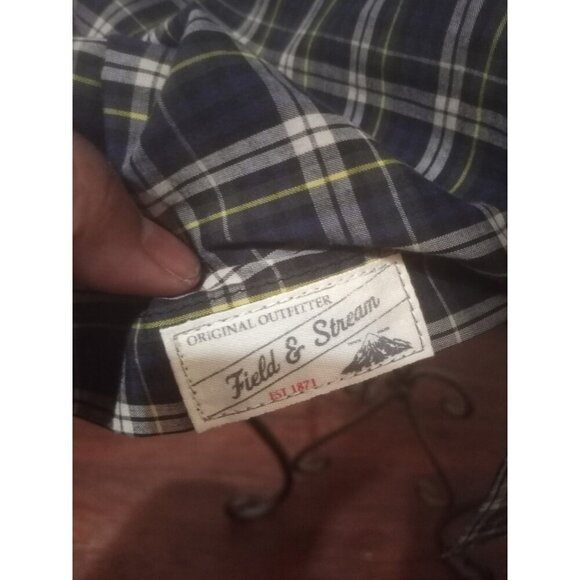 ORIGINAL OUTFITTER
Field & Stream
EST. 1871